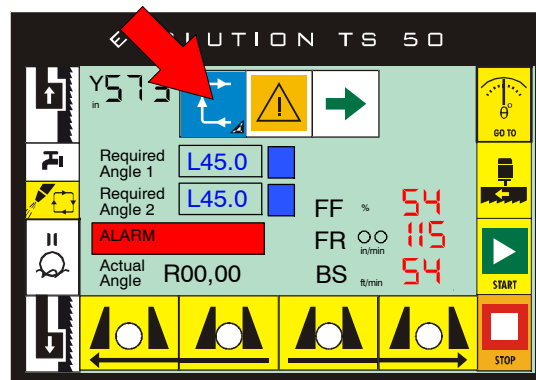 LUTION TS 50
Y
in
θ°
GO TO
Required
Angle 1
L45.0
Required
Angle 2
L45.0
FF % 54
ALARM
FR in/min 115
Actual
Angle
R00,00
BS ft/min 54
START
STOP